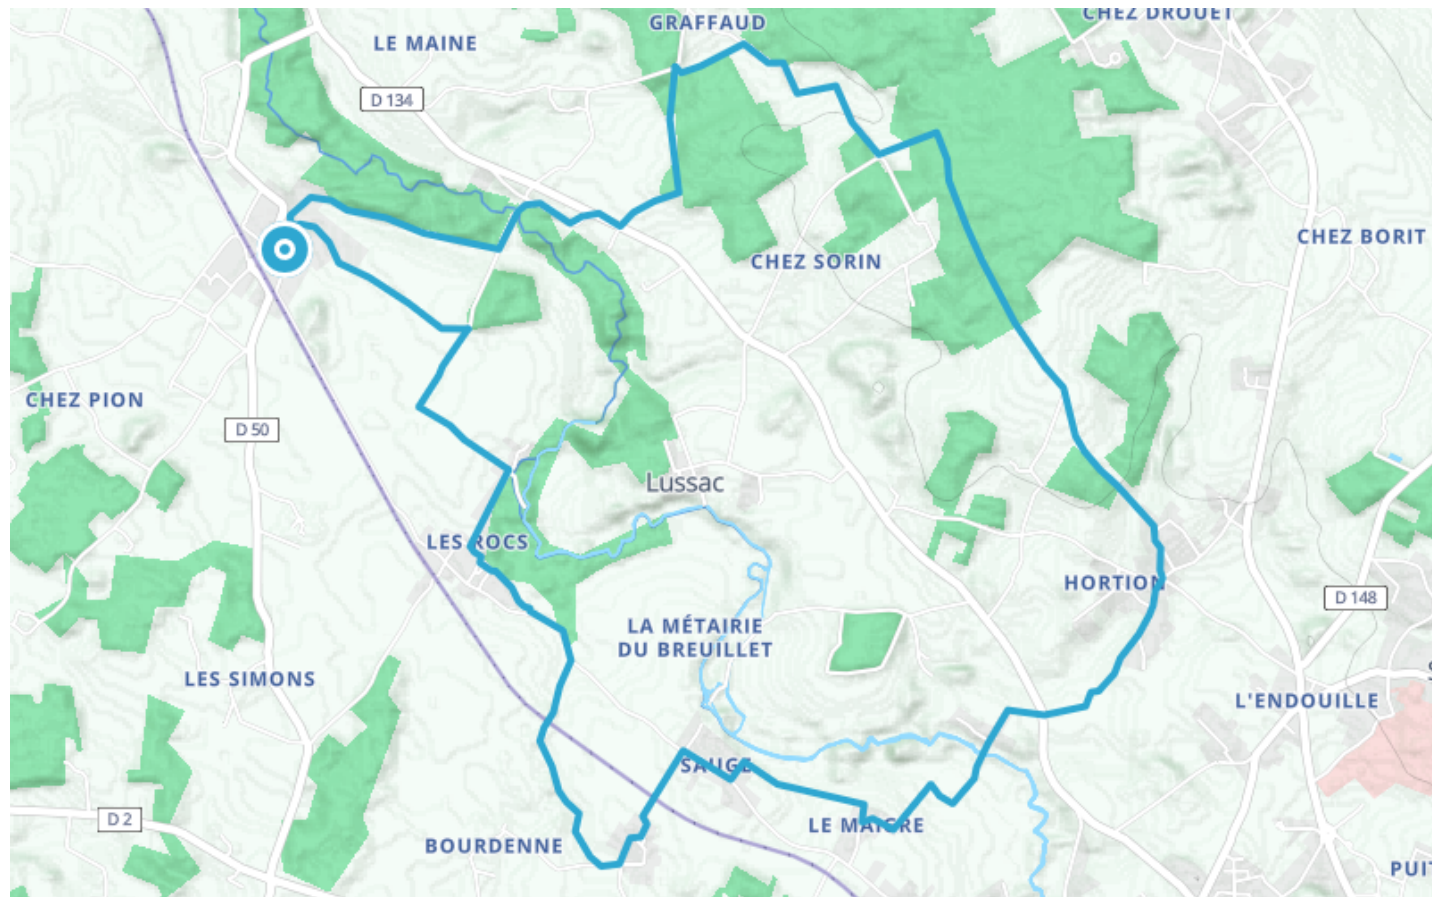 GRAFFAUD
CHEZ DROUET
LE MAINE
D 134
CHEZ BORIT
CHEZ SORIN
CHEZ PION
D 50
Lussac
LES ROCS
HORTION
D 148
LA MÉTAIRIE
DU BREUILLET
LES SIMONS
L'ENDOUILLE
SAUGE
D 2
LE MAIGRE
BOURDENNE
PUIT